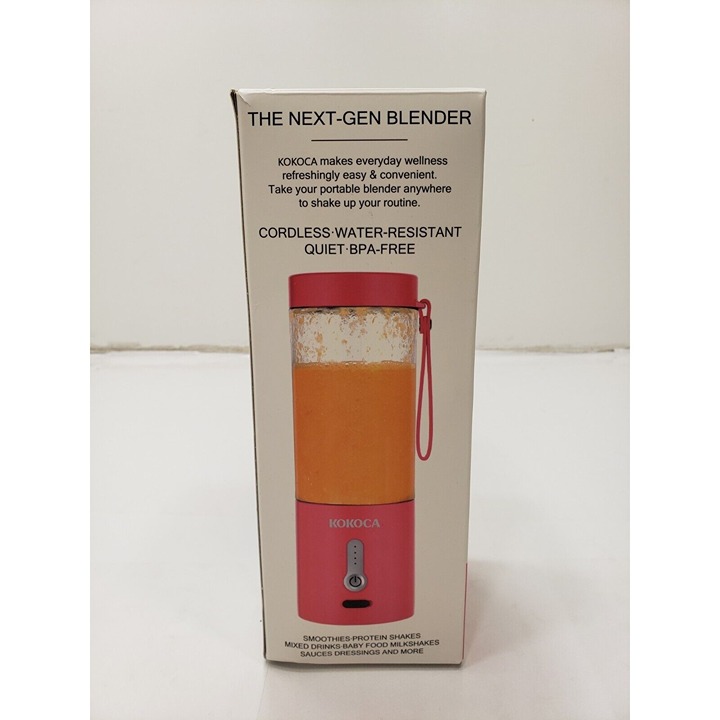 THE NEXT-GEN BLENDER
KOKOCA makes everyday wellness
refreshingly easy & convenient.
Take your portable blender anywhere
to shake up your routine.
CORDLESS·WATER-RESISTANT
QUIET·BPA-FREE
KOKOCA
SMOOTHIES·PROTEIN SHAKES
MIXED DRINKS·BABY FOOD MILKSHAKES
SAUCES DRESSINGS AND MORE